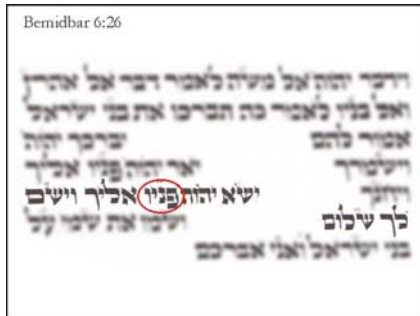 Bemidbar 6:26
וידבר יהוה אל משה לאמר דבר אל אהרן
ואל בניו לאמר כה תברכו את בני ישראל
אמור להם יברכך יהוה
וישמרך יאר יהוה פניו אליך
ויחנך ישא יהוה פניו אליך וישם
לך שלום ושמו את שמי על
בני ישראל ואני אברכם